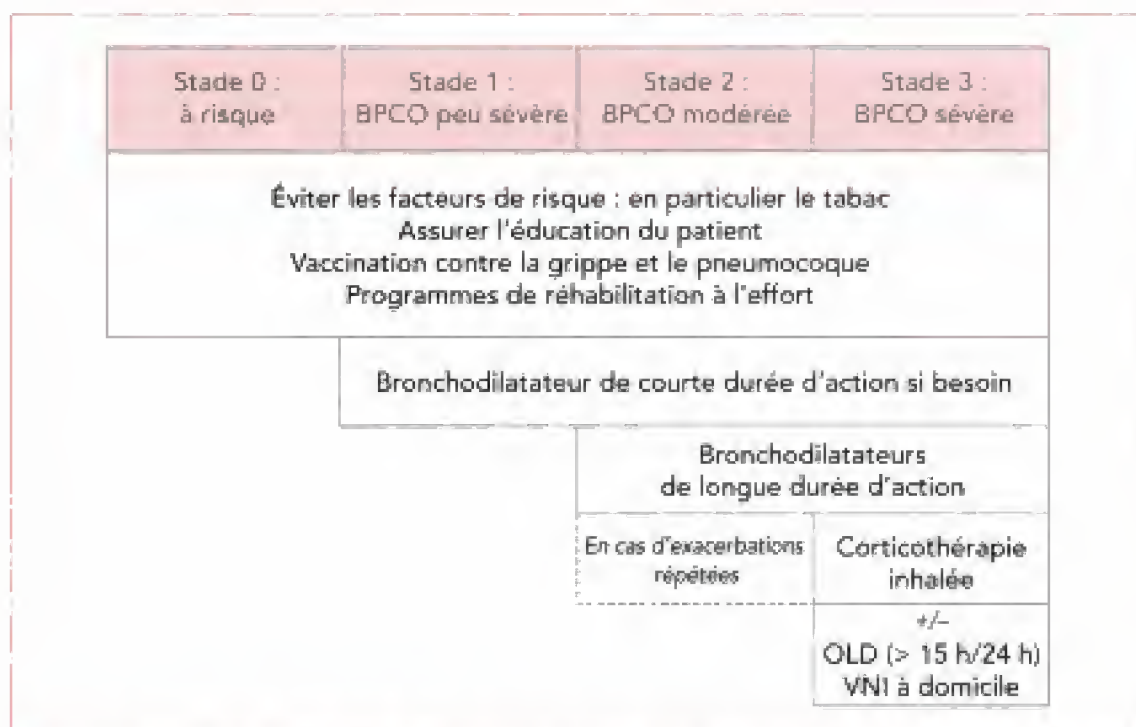 Stade 0 :
à risque
Stade 1 :
BPCO peu sévère
Stade 2 :
BPCO modérée
Stade 3 :
BPCO sévère
Éviter les facteurs de risque : en particulier le tabac
Assurer l'éducation du patient
Vaccination contre la grippe et le pneumocoque
Programmes de réhabilitation à l'effort
Bronchodilatateur de courte durée d'action si besoin
Bronchodilatateurs
de longue durée d'action
En cas d'exacerbations
répétées
Corticothérapie
inhalée
+/–
OLD (> 15 h/24 h)
VNI à domicile